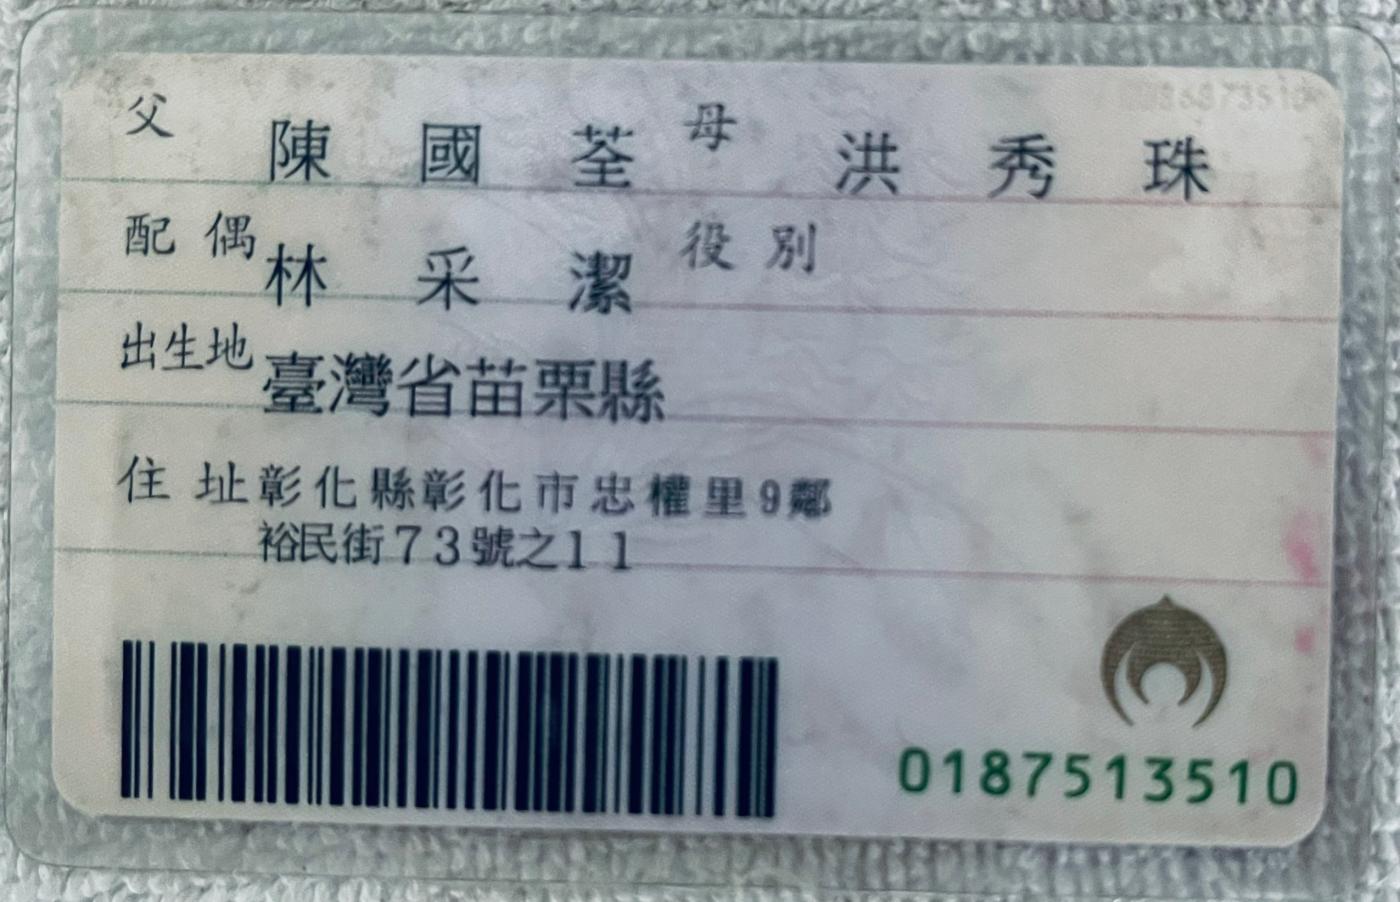 父 陳國荃 母 洪秀珠
配偶 林采潔 役別
出生地 臺灣省苗栗縣
住址 彰化縣彰化市忠權里9鄰
裕民街73號之11
0187513510